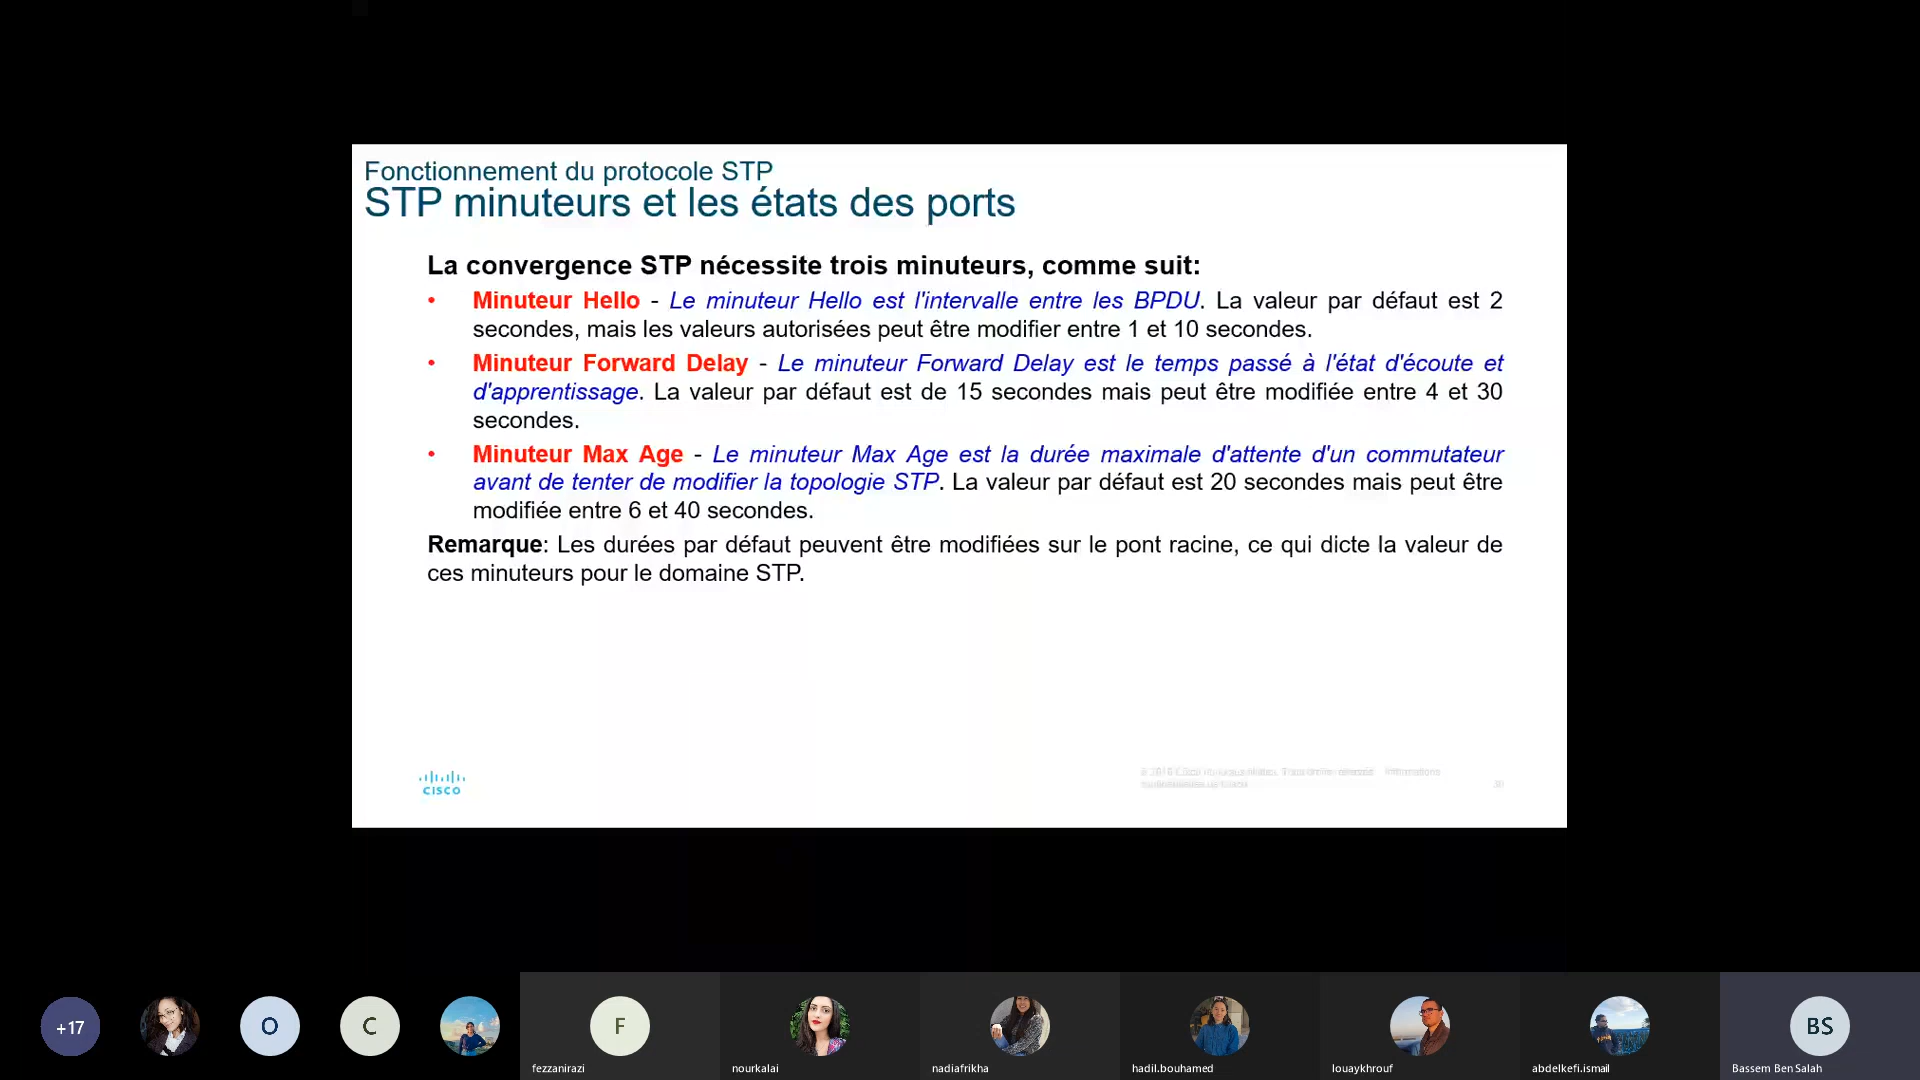 Fonctionnement du protocole STP
STP minuteurs et les états des ports
La convergence STP nécessite trois minuteurs, comme suit:
• Minuteur Hello - Le minuteur Hello est l'intervalle entre les BPDU. La valeur par défaut est 2
secondes, mais les valeurs autorisées peut être modifier entre 1 et 10 secondes.
• Minuteur Forward Delay - Le minuteur Forward Delay est le temps passé à l'état d'écoute et
d'apprentissage. La valeur par défaut est de 15 secondes mais peut être modifiée entre 4 et 30
secondes.
• Minuteur Max Age - Le minuteur Max Age est la durée maximale d'attente d'un commutateur
avant de tenter de modifier la topologie STP. La valeur par défaut est 20 secondes mais peut être
modifiée entre 6 et 40 secondes.
Remarque: Les durées par défaut peuvent être modifiées sur le pont racine, ce qui dicte la valeur de
ces minuteurs pour le domaine STP.
CISCO
+17
O
C
F
BS
fezzanirazi
nourkalai
nadiafrikha
hadil.bouhamed
louaykhrouf
abdelkefi.ismail
Bassem Ben Salah